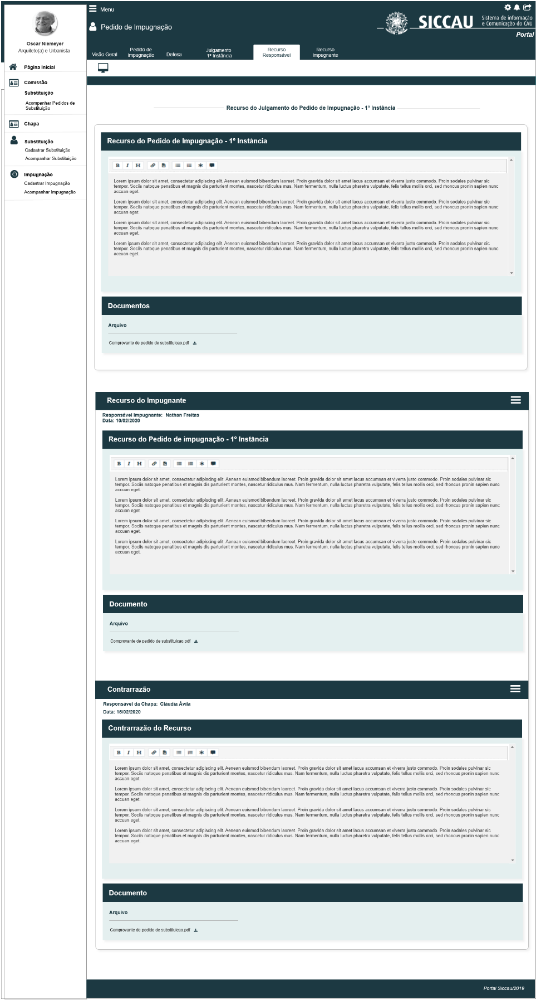 Menu
Pedido de Impugnação
SICCAU
Sistema de informação
e Comunicação do CAU
Portal
Oscar Niemeyer
Arquiteto(a) e Urbanista
Visão Geral
Pedido de
Impugnação
Defesa
Julgamento
1º Instância
Recurso
Responsável
Recurso
Impugnante
Página Inicial
Comissão
Substituição
Acompanhar Pedidos de
Substituição
Chapa
Substituição
Cadastrar Substituição
Acompanhar Substituição
Impugnação
Cadastrar Impugnação
Acompanhar Impugnação
Recurso do Julgamento do Pedido de Impugnação - 1º Instância
Recurso do Pedido de Impugnação - 1º Instância
B I H
Lorem ipsum dolor sit amet, consectetur adipiscing elit. Aenean euismod bibendum laoreet. Proin gravida dolor sit amet lacus accumsan et viverra justo commodo. Proin sodales pulvinar sic
tempor. Sociis natoque penatibus et magnis dis parturient montes, nascetur ridiculus mus. Nam fermentum, nulla luctus pharetra vulputate, felis tellus mollis orci, sed rhoncus pronin sapien nunc
accuan eget.
Lorem ipsum dolor sit amet, consectetur adipiscing elit. Aenean euismod bibendum laoreet. Proin gravida dolor sit amet lacus accumsan et viverra justo commodo. Proin sodales pulvinar sic
tempor. Sociis natoque penatibus et magnis dis parturient montes, nascetur ridiculus mus. Nam fermentum, nulla luctus pharetra vulputate, felis tellus mollis orci, sed rhoncus pronin sapien nunc
accuan eget.
Lorem ipsum dolor sit amet, consectetur adipiscing elit. Aenean euismod bibendum laoreet. Proin gravida dolor sit amet lacus accumsan et viverra justo commodo. Proin sodales pulvinar sic
tempor. Sociis natoque penatibus et magnis dis parturient montes, nascetur ridiculus mus. Nam fermentum, nulla luctus pharetra vulputate, felis tellus mollis orci, sed rhoncus pronin sapien nunc
accuan eget.
Lorem ipsum dolor sit amet, consectetur adipiscing elit. Aenean euismod bibendum laoreet. Proin gravida dolor sit amet lacus accumsan et viverra justo commodo. Proin sodales pulvinar sic
tempor. Sociis natoque penatibus et magnis dis parturient montes, nascetur ridiculus mus. Nam fermentum, nulla luctus pharetra vulputate, felis tellus mollis orci, sed rhoncus pronin sapien nunc
accuan eget.
Documentos
Arquivo
Comprovante de pedido de substituicao.pdf
Recurso do Impugnante
Responsável Impugnante: Nathan Freitas
Data: 10/02/2020
Recurso do Pedido de impugnação - 1º Instância
B I H
Lorem ipsum dolor sit amet, consectetur adipiscing elit. Aenean euismod bibendum laoreet. Proin gravida dolor sit amet lacus accumsan et viverra justo commodo. Proin sodales pulvinar sic
tempor. Sociis natoque penatibus et magnis dis parturient montes, nascetur ridiculus mus. Nam fermentum, nulla luctus pharetra vulputate, felis tellus mollis orci, sed rhoncus pronin sapien nunc
accuan eget.
Lorem ipsum dolor sit amet, consectetur adipiscing elit. Aenean euismod bibendum laoreet. Proin gravida dolor sit amet lacus accumsan et viverra justo commodo. Proin sodales pulvinar sic
tempor. Sociis natoque penatibus et magnis dis parturient montes, nascetur ridiculus mus. Nam fermentum, nulla luctus pharetra vulputate, felis tellus mollis orci, sed rhoncus pronin sapien nunc
accuan eget.
Lorem ipsum dolor sit amet, consectetur adipiscing elit. Aenean euismod bibendum laoreet. Proin gravida dolor sit amet lacus accumsan et viverra justo commodo. Proin sodales pulvinar sic
tempor. Sociis natoque penatibus et magnis dis parturient montes, nascetur ridiculus mus. Nam fermentum, nulla luctus pharetra vulputate, felis tellus mollis orci, sed rhoncus pronin sapien nunc
accuan eget.
Lorem ipsum dolor sit amet, consectetur adipiscing elit. Aenean euismod bibendum laoreet. Proin gravida dolor sit amet lacus accumsan et viverra justo commodo. Proin sodales pulvinar sic
tempor. Sociis natoque penatibus et magnis dis parturient montes, nascetur ridiculus mus. Nam fermentum, nulla luctus pharetra vulputate, felis tellus mollis orci, sed rhoncus pronin sapien nunc
accuan eget.
Documento
Arquivo
Comprovante de pedido de substituicao.pdf
Contrarrazão
Responsável da Chapa: Cláudia Ávila
Data: 15/02/2020
Contrarrazão do Recurso
B I H
Lorem ipsum dolor sit amet, consectetur adipiscing elit. Aenean euismod bibendum laoreet. Proin gravida dolor sit amet lacus accumsan et viverra justo commodo. Proin sodales pulvinar sic
tempor. Sociis natoque penatibus et magnis dis parturient montes, nascetur ridiculus mus. Nam fermentum, nulla luctus pharetra vulputate, felis tellus mollis orci, sed rhoncus pronin sapien nunc
accuan eget.
Lorem ipsum dolor sit amet, consectetur adipiscing elit. Aenean euismod bibendum laoreet. Proin gravida dolor sit amet lacus accumsan et viverra justo commodo. Proin sodales pulvinar sic
tempor. Sociis natoque penatibus et magnis dis parturient montes, nascetur ridiculus mus. Nam fermentum, nulla luctus pharetra vulputate, felis tellus mollis orci, sed rhoncus pronin sapien nunc
accuan eget.
Lorem ipsum dolor sit amet, consectetur adipiscing elit. Aenean euismod bibendum laoreet. Proin gravida dolor sit amet lacus accumsan et viverra justo commodo. Proin sodales pulvinar sic
tempor. Sociis natoque penatibus et magnis dis parturient montes, nascetur ridiculus mus. Nam fermentum, nulla luctus pharetra vulputate, felis tellus mollis orci, sed rhoncus pronin sapien nunc
accuan eget.
Lorem ipsum dolor sit amet, consectetur adipiscing elit. Aenean euismod bibendum laoreet. Proin gravida dolor sit amet lacus accumsan et viverra justo commodo. Proin sodales pulvinar sic
tempor. Sociis natoque penatibus et magnis dis parturient montes, nascetur ridiculus mus. Nam fermentum, nulla luctus pharetra vulputate, felis tellus mollis orci, sed rhoncus pronin sapien nunc
accuan eget.
Documento
Arquivo
Comprovante de pedido de substituicao.pdf
Portal Siccau/2019